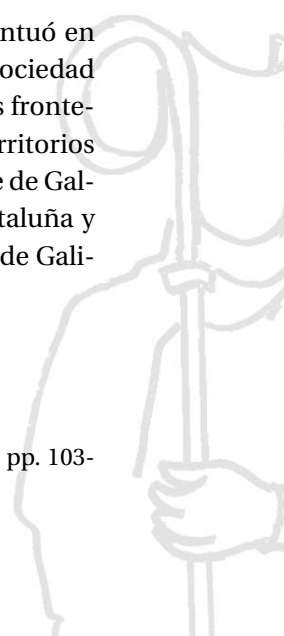 ntuó en
ociedad
s fronte-
rritorios
e de Gal-
taluña y
de Gali-
pp. 103-